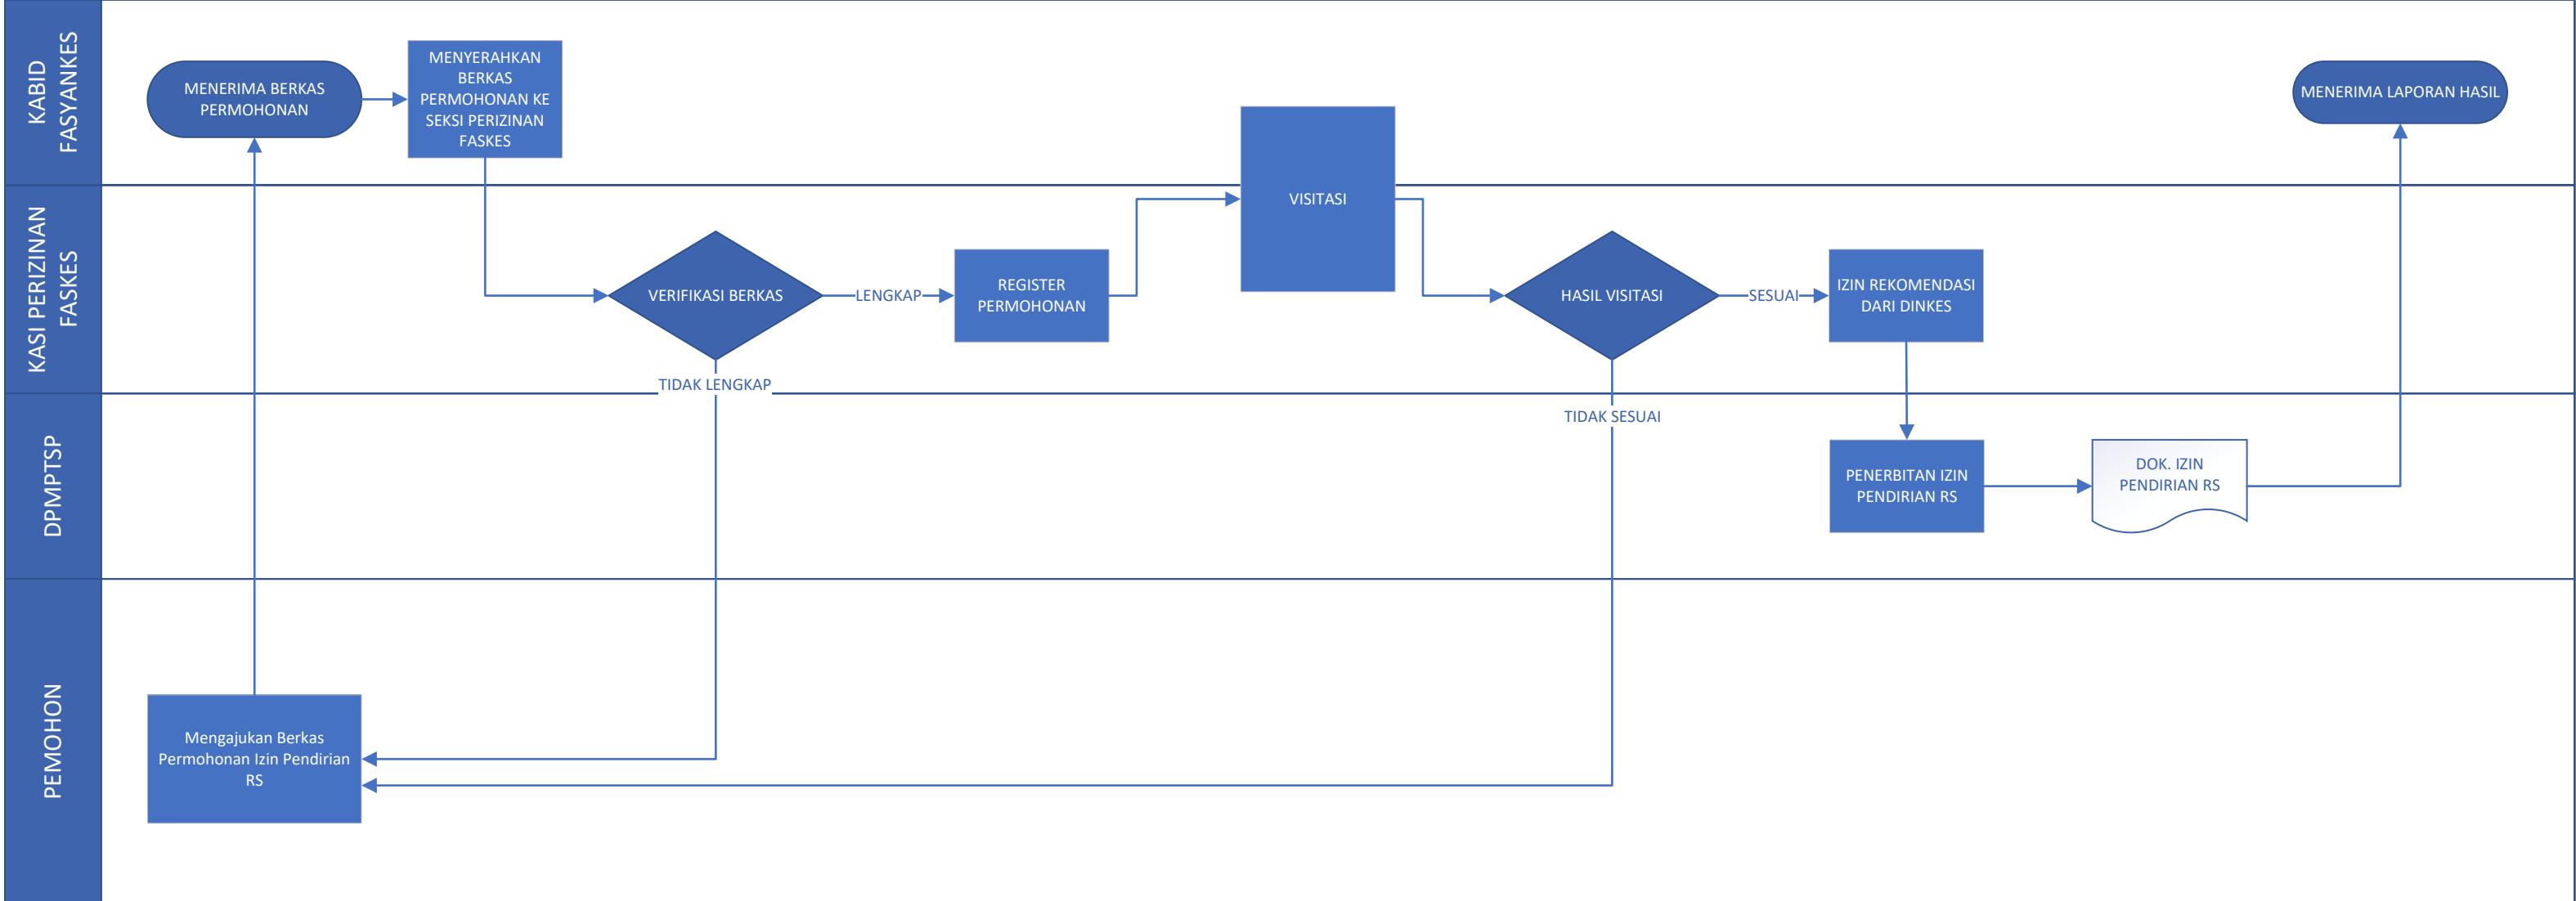 KABID
FASYANKES
MENERIMA BERKAS
PERMOHONAN
MENYERAHKAN
BERKAS
PERMOHONAN KE
SEKSI PERIZINAN
FASKES
MENERIMA LAPORAN HASIL
KASI PERIZINAN
FASKES
VERIFIKASI BERKAS
LENGKAP
TIDAK LENGKAP
REGISTER
PERMOHONAN
VISITASI
HASIL VISITASI
SESUAI
IZIN REKOMENDASI
DARI DINKES
DPMPTSP
TIDAK SESUAI
PENERBITAN IZIN
PENDIRIAN RS
DOK. IZIN
PENDIRIAN RS
PEMOHON
Mengajukan Berkas
Permohonan Izin Pendirian
RS